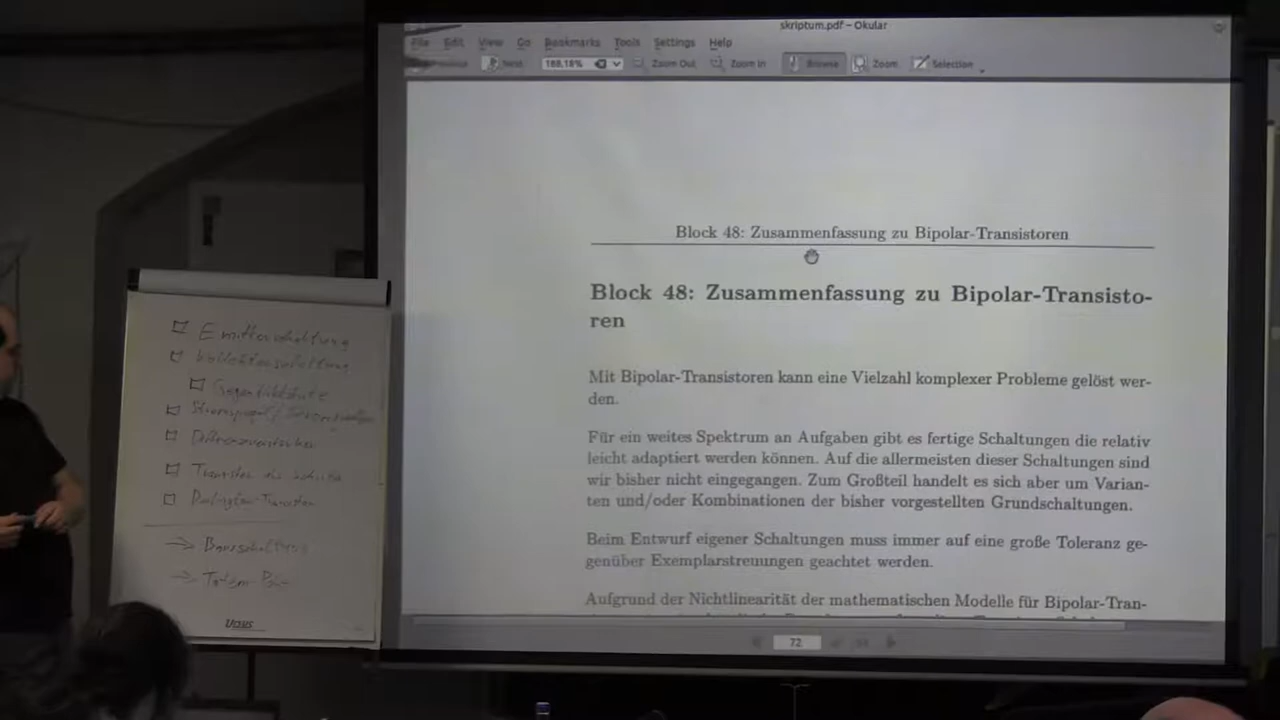 skriptum.pdf – Okular
File Edit View Go Bookmarks Tools Settings Help
Next 188,18% Zoom Out Zoom In Browse Zoom Selection
Block 48: Zusammenfassung zu Bipolar-Transistoren
Block 48: Zusammenfassung zu Bipolar-Transisto-
ren
Mit Bipolar-Transistoren kann eine Vielzahl komplexer Probleme gelöst wer-
den.
Für ein weites Spektrum an Aufgaben gibt es fertige Schaltungen die relativ
leicht adaptiert werden können. Auf die allermeisten dieser Schaltungen sind
wir bisher nicht eingegangen. Zum Großteil handelt es sich aber um Varian-
ten und/oder Kombinationen der bisher vorgestellten Grundschaltungen.
Beim Entwurf eigener Schaltungen muss immer auf eine große Toleranz ge-
genüber Exemplarstreuungen geachtet werden.
Aufgrund der Nichtlinearität der mathematischen Modelle für Bipolar-Tran-
72
Emitterschaltung
Kollektorschaltung
Gegentaktstufe
Stromspiegel /
Differenzverstärker
Transistor als
Darlington-Transistor
→ Basisschaltung
→